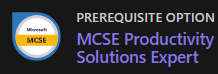 Microsoft
MCSE
PREREQUISITE OPTION
MCSE Productivity
Solutions Expert